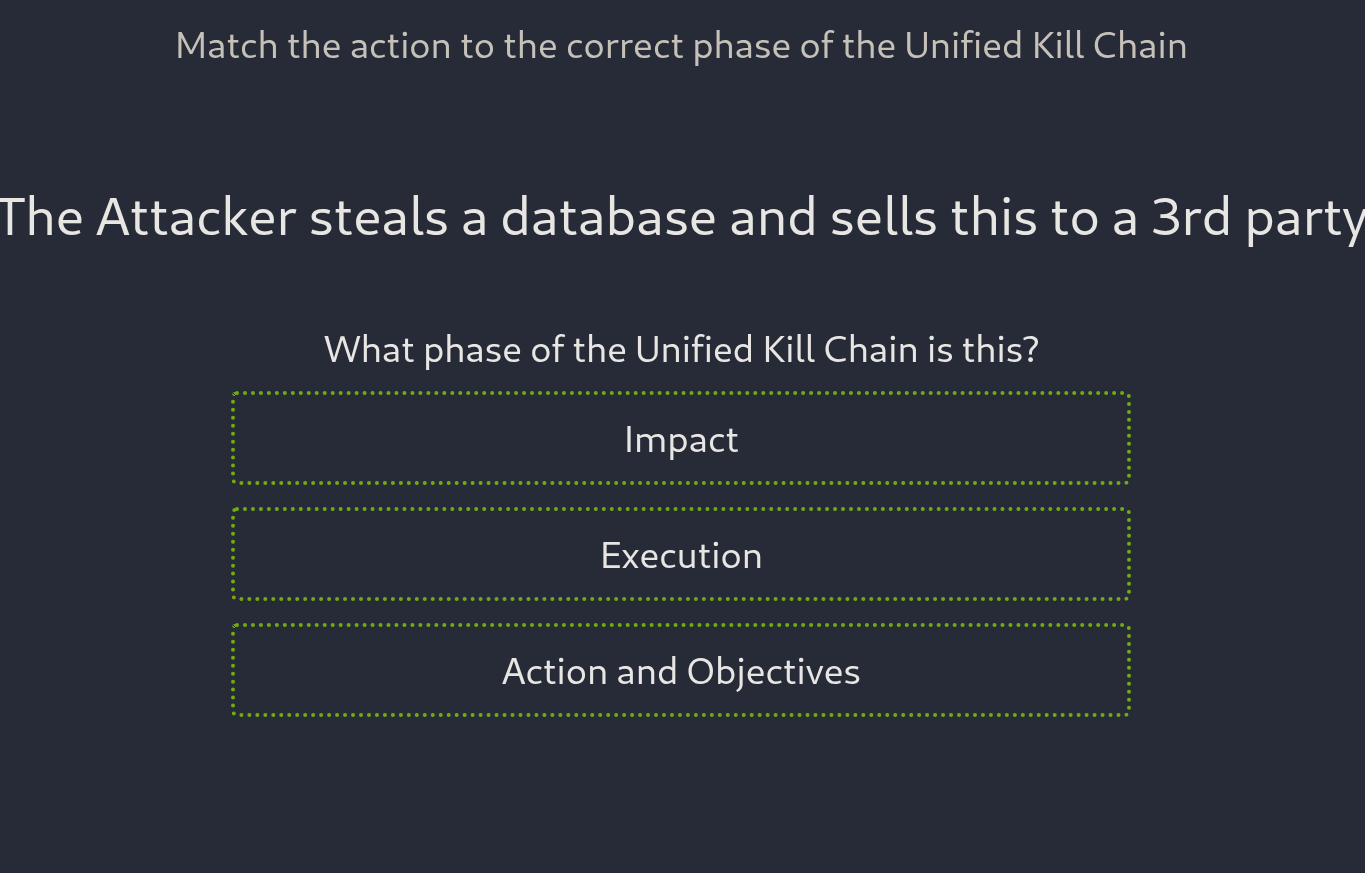 Match the action to the correct phase of the Unified Kill Chain
The Attacker steals a database and sells this to a 3rd party
What phase of the Unified Kill Chain is this?
Impact
Execution
Action and Objectives